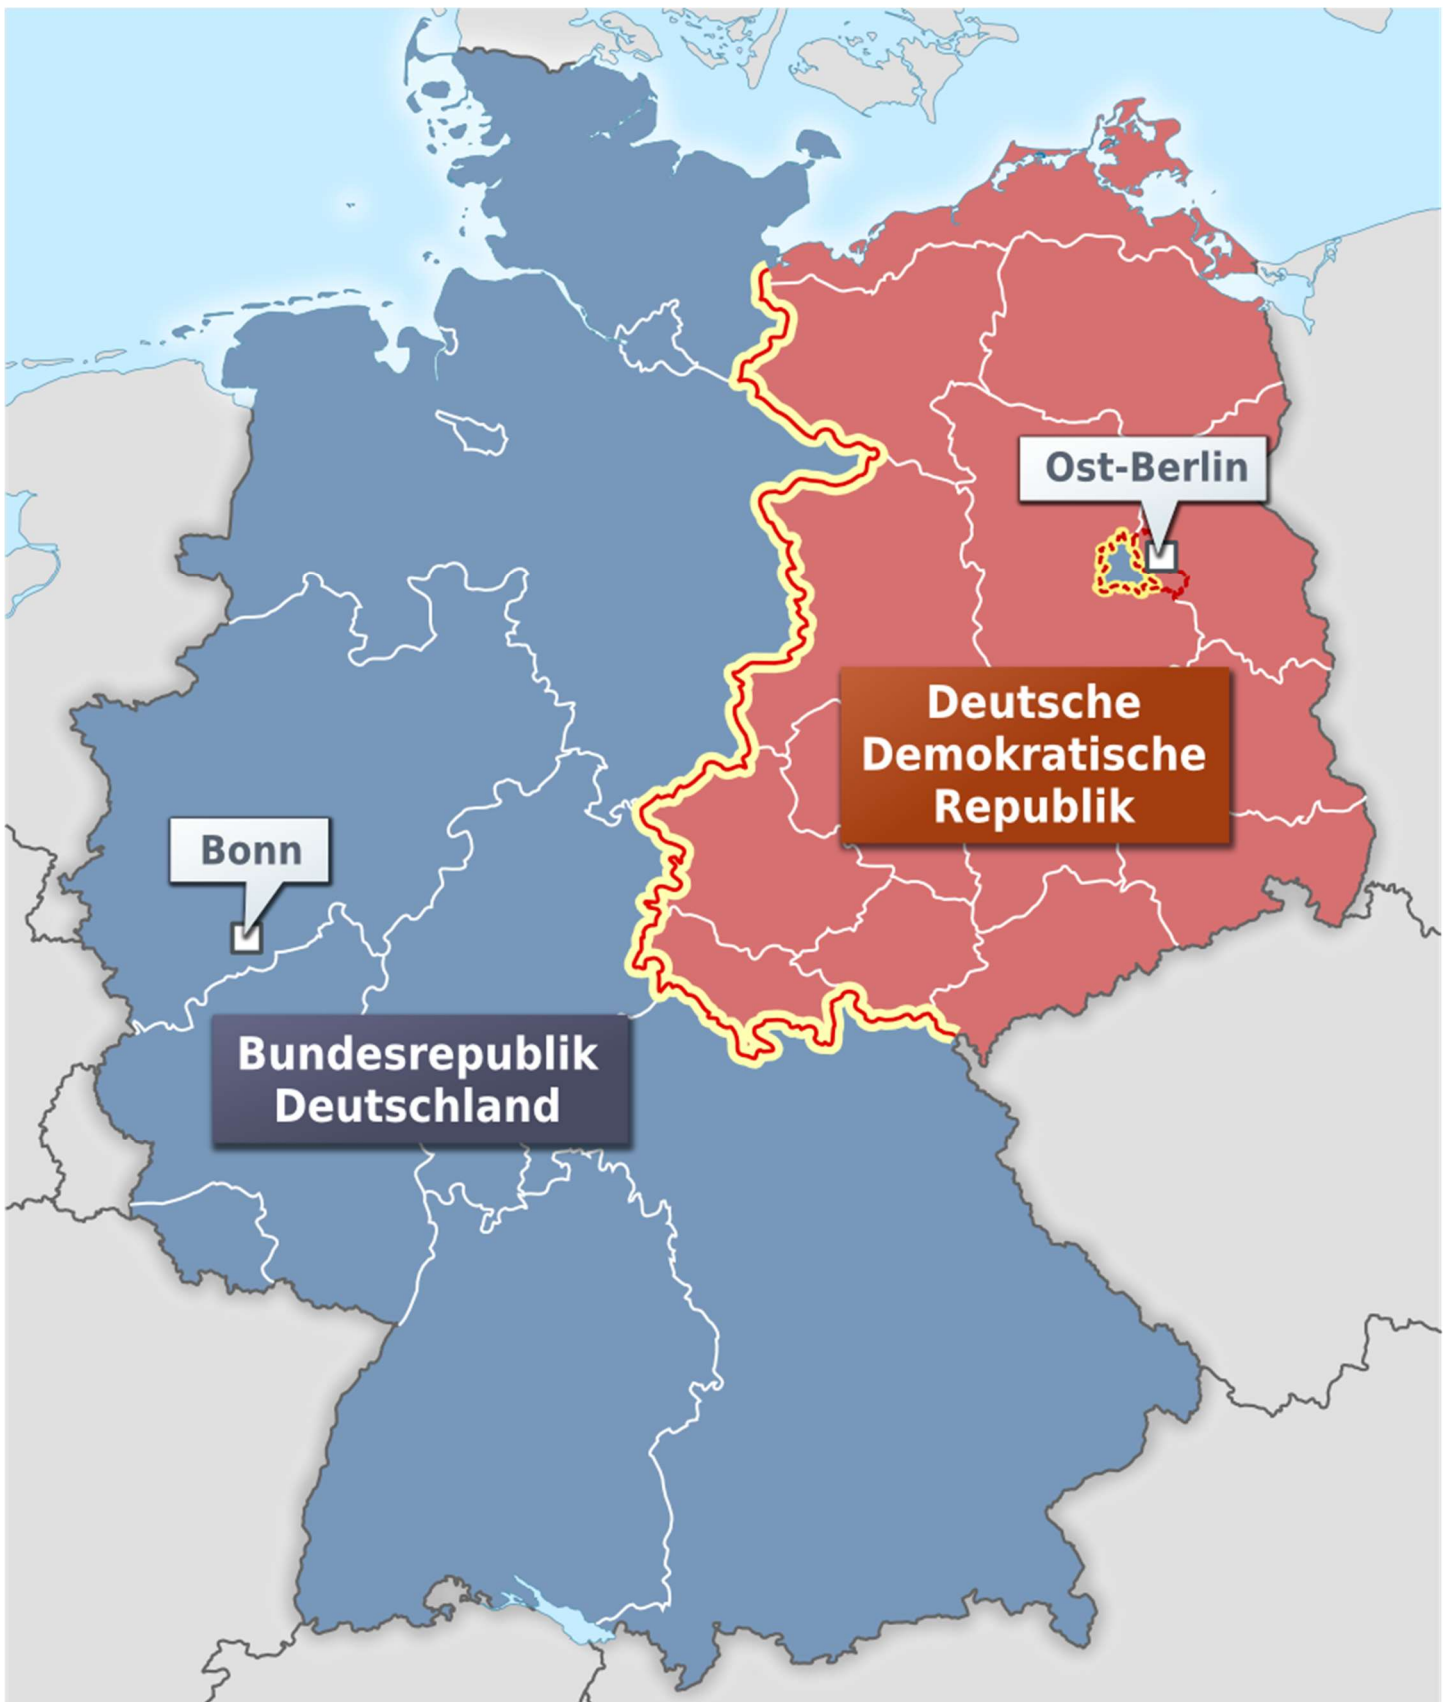 Ost-Berlin
Deutsche
Demokratische
Republik
Bonn
Bundesrepublik
Deutschland